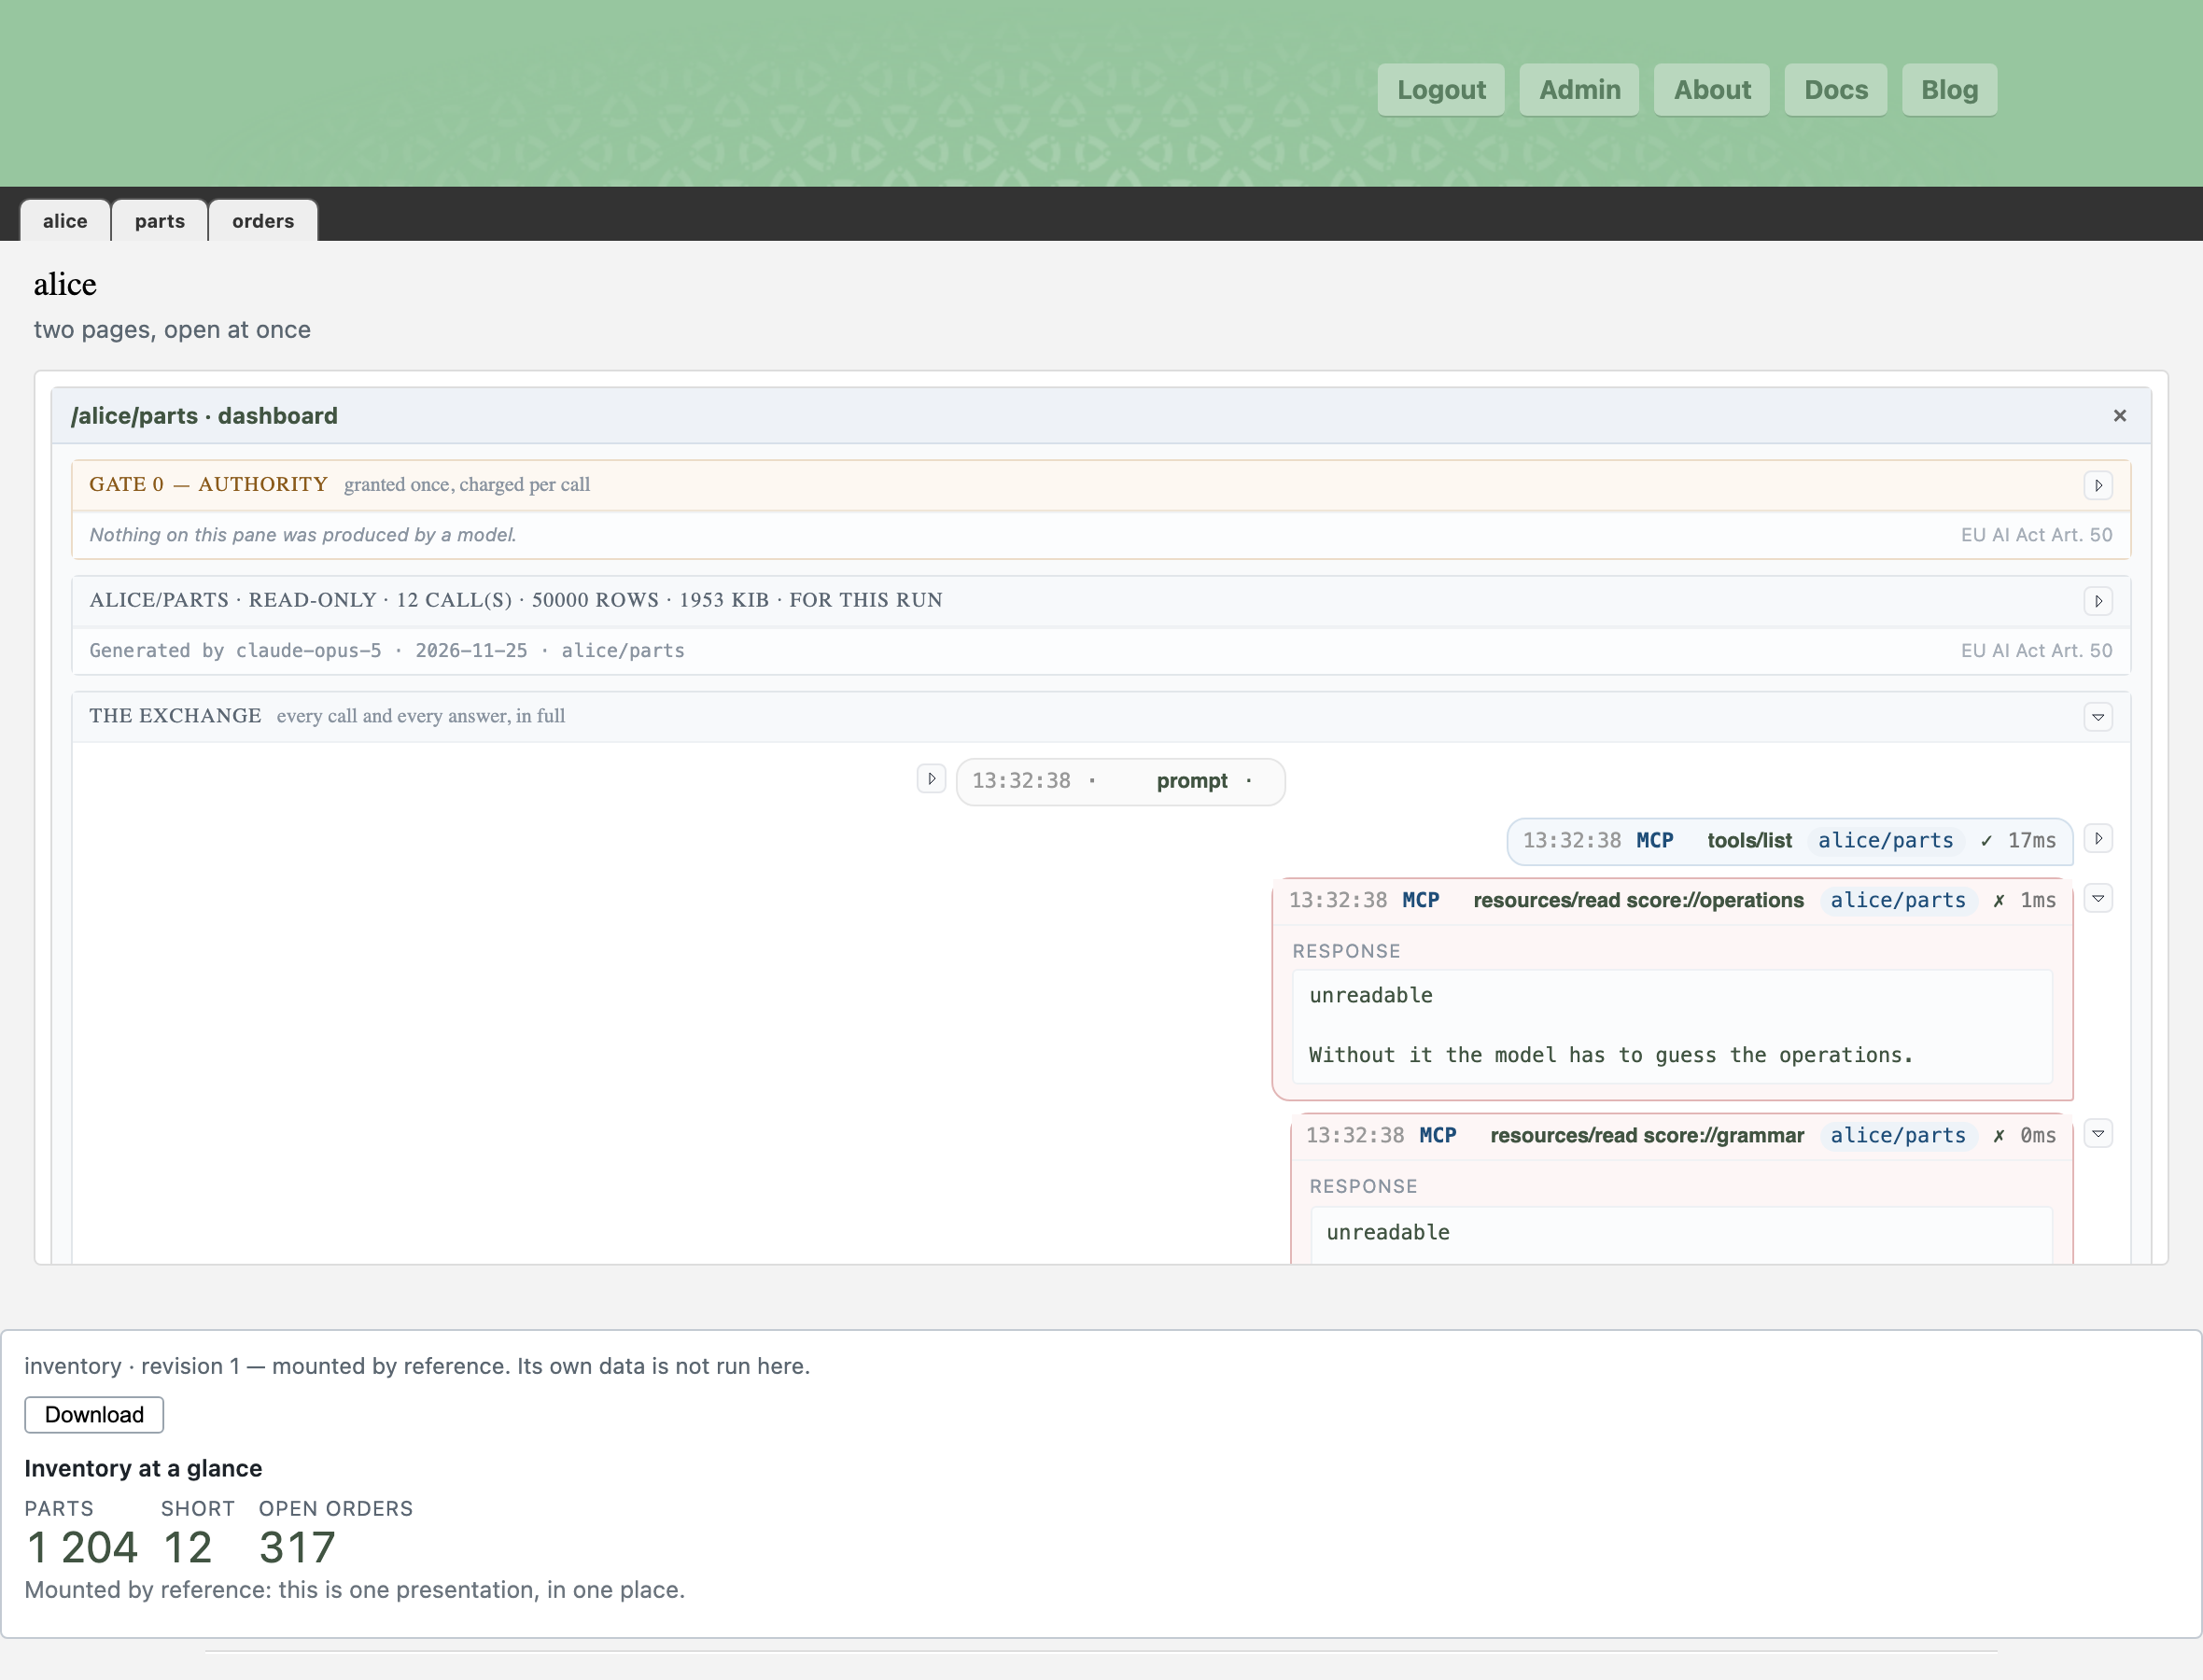 Logout Admin About Docs Blog
alice parts orders
alice
two pages, open at once
/alice/parts · dashboard ×
GATE 0 — AUTHORITY granted once, charged per call
Nothing on this pane was produced by a model. EU AI Act Art. 50
ALICE/PARTS · READ-ONLY · 12 CALL(S) · 50000 ROWS · 1953 KIB · FOR THIS RUN
Generated by claude-opus-5 · 2026-11-25 · alice/parts EU AI Act Art. 50
THE EXCHANGE every call and every answer, in full
13:32:38 · prompt ·
13:32:38 MCP tools/list alice/parts ✓ 17ms
13:32:38 MCP resources/read score://operations alice/parts ✗ 1ms
RESPONSE
unreadable
Without it the model has to guess the operations.
13:32:38 MCP resources/read score://grammar alice/parts ✗ 0ms
RESPONSE
unreadable
inventory · revision 1 — mounted by reference. Its own data is not run here.
Download
Inventory at a glance
PARTS SHORT OPEN ORDERS
1 204 12 317
Mounted by reference: this is one presentation, in one place.